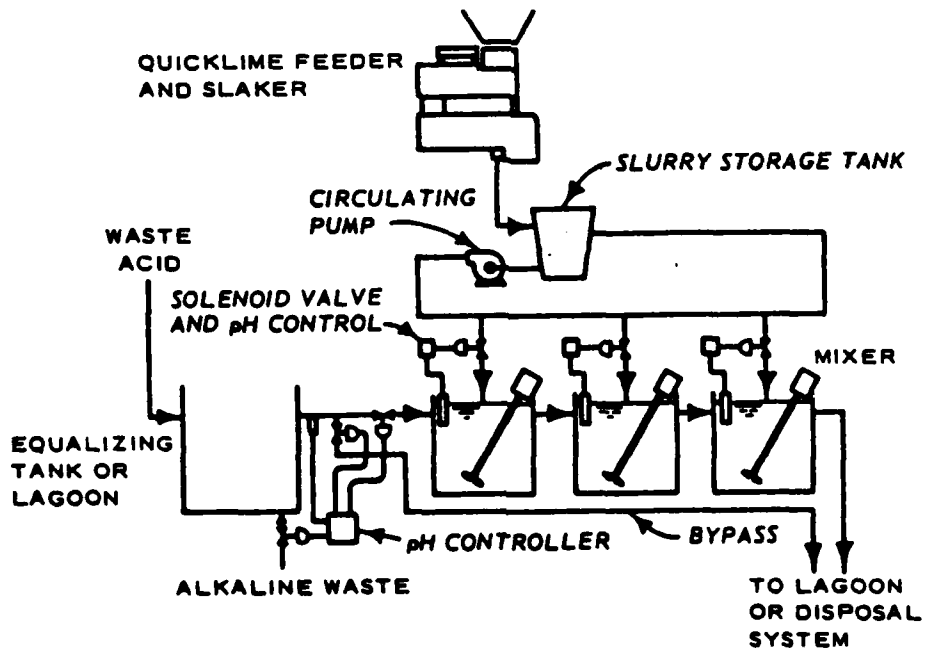 QUICKLIME FEEDER
AND SLAKER
SLURRY STORAGE TANK
CIRCULATING
PUMP
WASTE
ACID
SOLENOID VALVE
AND pH CONTROL
MIXER
EQUALIZING
TANK OR
LAGOON
pH CONTROLLER
BYPASS
ALKALINE WASTE
TO LAGOON
OR DISPOSAL
SYSTEM